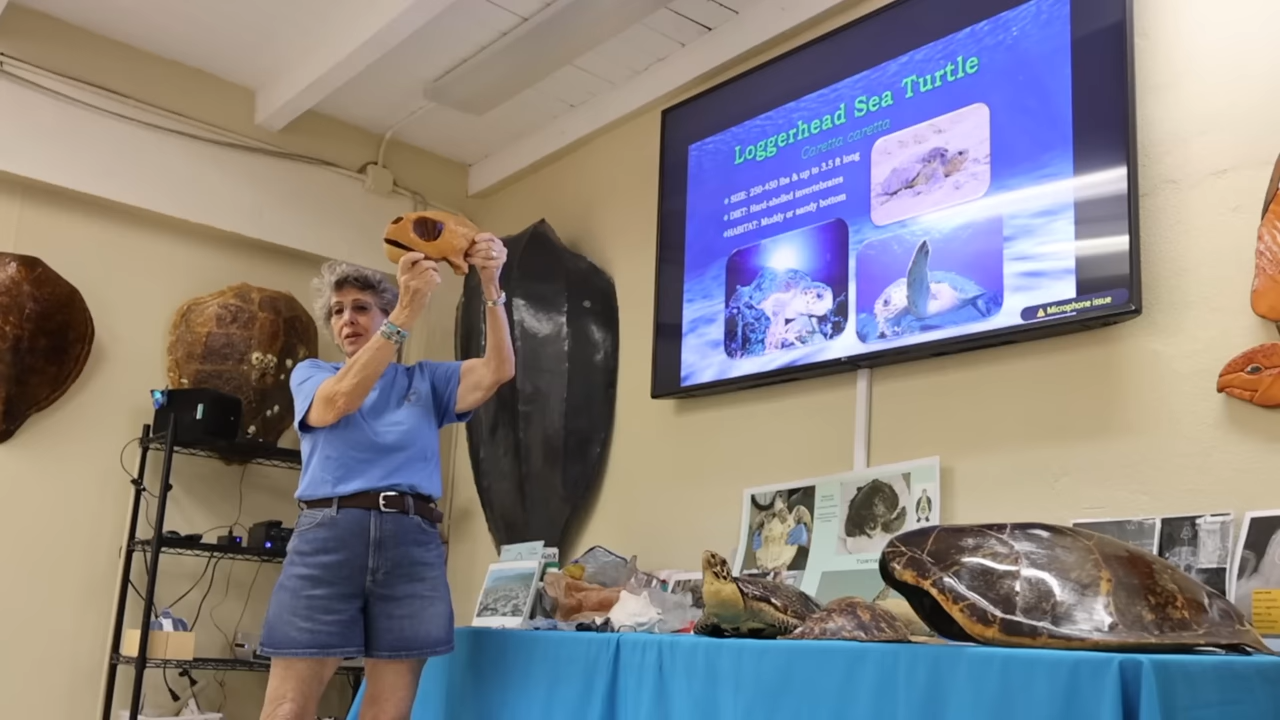 Loggerhead Sea Turtle
Caretta caretta
SIZE: 250-450 lbs & up to 3.5 ft long
DIET: Hard-shelled invertebrates
HABITAT: Muddy or sandy bottom
Microphone issue